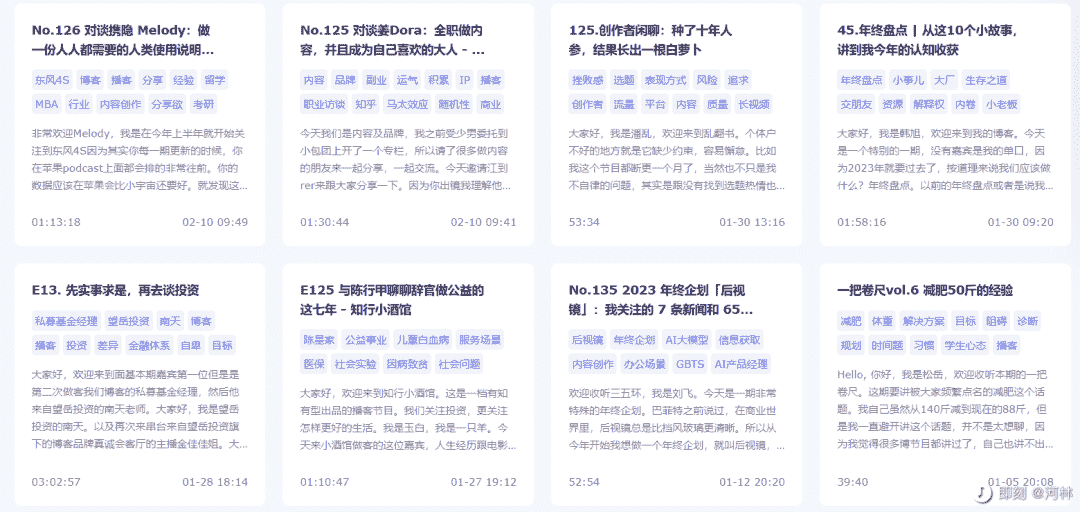 No.126 对谈携隐 Melody：做
一份人人都需要的人类使用说明...
东风4S 博客 播客 分享 经验 留学
MBA 行业 内容创作 分享欲 考研
非常欢迎Melody，我是在今年上半年就开始关
注到东风4S因为其实你每一期更新的时候，你
在苹果podcast上面都会排的非常往前。你的
数据应该在苹果会比小宇宙还要好。就发现这...
01:13:18 02-10 09:49
No.125 对谈姜Dora：全职做内
容，并且成为自己喜欢的大人 - ...
内容 品牌 副业 运气 积累 IP 播客
职业访谈 知乎 马太效应 随机性 商业
今天我们是内容及品牌，我之前受少男委托到
小包团上开了一个专栏，所以请了很多做内容
的朋友来一起分享，一起交流。今天邀请江到
rer来跟大家分享一下。因为你出镜我理解他...
01:30:44 02-10 09:41
125.创作者闲聊：种了十年人
参，结果长出一根白萝卜
挫败感 选题 表现方式 风险 追求
创作者 流量 平台 内容 质量 长视频
大家好，我是潘乱，欢迎来到乱翻书。个体户
不好的地方就是它缺少约束，容易懈怠。比如
我这个节目都断更一个月了，当然也不只是我
不自律的问题，其实是跟没有找到选题热情也...
53:34 01-30 13:16
45.年终盘点 | 从这10个小故事，
讲到我今年的认知收获
年终盘点 小事儿 大厂 生存之道
交朋友 资源 解释权 内卷 小老板
大家好，我是韩旭，欢迎来到我的博客。今天
是一个特别的一期，没有嘉宾是我的单口，因
为2023年就要过去了，按道理来说我们应该做
什么？年终盘点。以前的年终盘点或者是说我...
01:58:16 01-30 09:20
E13. 先实事求是，再去谈投资
私募基金经理 望岳投资 南天 博客
播客 投资 差异 金融体系 自卑 目标
大家好，欢迎来到面基本期嘉宾第一位但是是
第二次做客我们博客的私募基金经理，然后他
来自望岳投资的南天老师。大家好，我是望岳
投资的南天。以及再次来串台来自望岳投资旗
下的博客品牌真诚会客厅的主播金佳佳姐。大...
03:02:57 01-28 18:14
E125 与陈行甲聊聊辞官做公益的
这七年 - 知行小酒馆
陈星家 公益事业 儿童白血病 服务场景
医保 社会实验 因病致贫 社会问题
大家好，欢迎来到知行小酒馆。这是一档有知
有型出品的播客节目。我们关注投资，更关注
怎样更好的生活。我是玉白，我是一只羊。今
天来小酒馆做客的这位嘉宾，人生经历跟电影...
01:10:47 01-27 19:12
No.135 2023 年终企划「后视
镜」：我关注的 7 条新闻和 65...
后视镜 年终企划 AI大模型 信息获取
内容创作 办公场景 GBTS AI产品经理
欢迎收听三五环，我是刘飞。今天是一期非常
特殊的年终企划。巴菲特之前说过，在商业世
界里，后视镜总是比挡风玻璃更清晰。所以从
今年开始我想做一个年终企划，就叫后视镜，...
52:54 01-12 20:20
一把卷尺vol.6 减肥50斤的经验
减肥 体重 解决方案 目标 阻碍 诊断
规划 时间题 习惯 学生心态 播客
Hello, 你好，我是松岳，欢迎收听本期的一把
卷尺。这期要讲被大家频繁点名的减肥这个话
题。我自己虽然从140斤减到现在的88斤，但
是我一直避开讲这个话题，并不是太想聊，因
为我觉得很多博节目都讲过了，自己也讲不出...
39:40 01-05 20:08
即刻 @河林